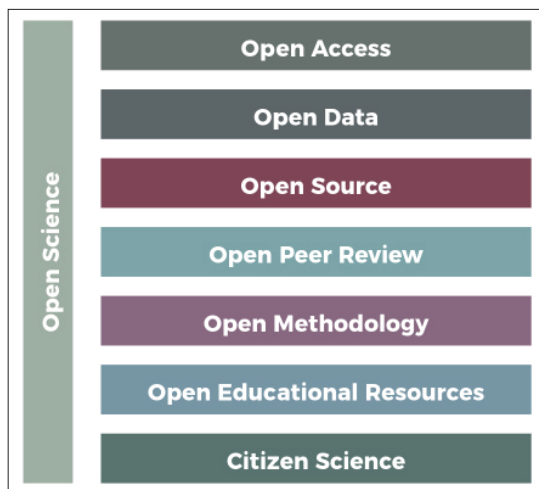 Open Science
Open Access
Open Data
Open Source
Open Peer Review
Open Methodology
Open Educational Resources
Citizen Science